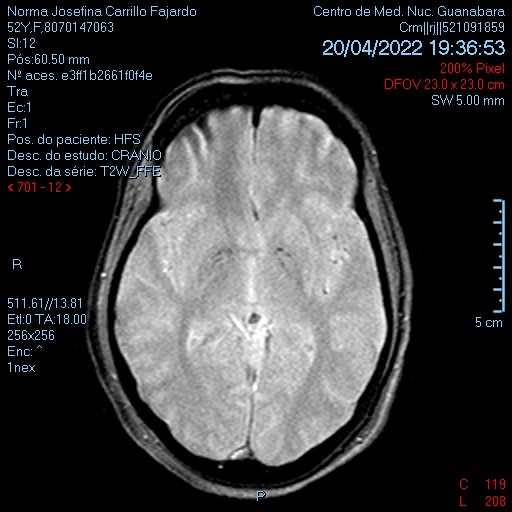 Norma Josefina Carrillo Fajardo
52Y,F,8070147063
Sl:12
Pós:60.50 mm
Nº aces. e3ff1b2661f0f4e
Tra
Ec:1
Fr:1
Pos. do paciente: HFS
Desc. do estudo: CRANIO
Desc. da série: T2W_FFE
< 701 - 12 >
Centro de Med. Nuc. Guanabara
Crm||rj||521091859
20/04/2022 19:36:53
200% Pixel
DFOV 23.0 x 23.0 cm
SW 5.00 mm
R
5 cm
511.61//13.81
Etl:0 TA:18.00
256x256
Enc: ^
1nex
P
C 119
L 208